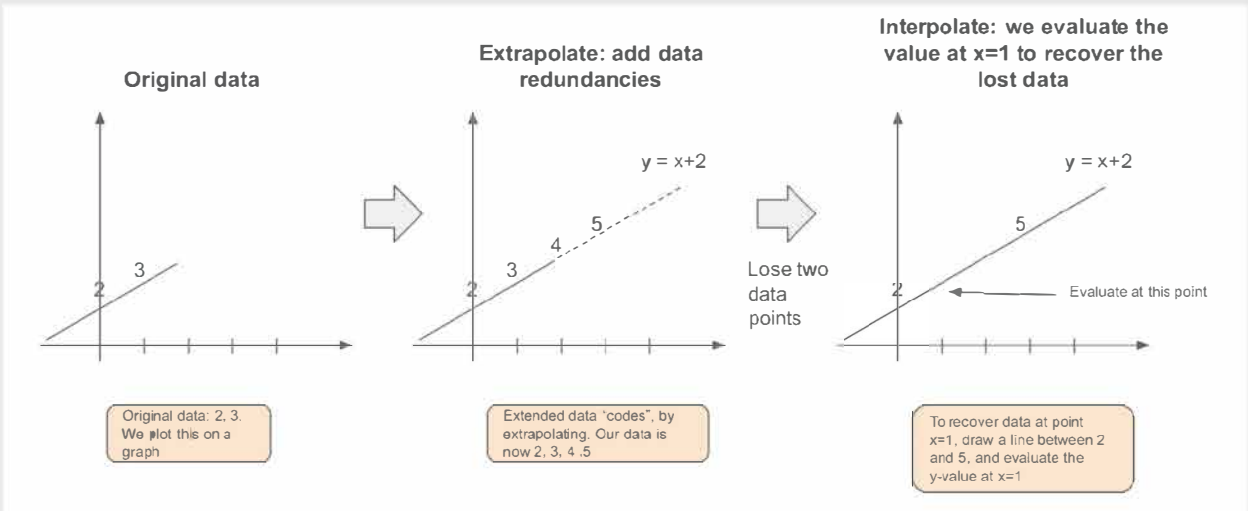 Original data
2
3
Original data: 2, 3.
We plot this on a
graph
Extrapolate: add data
redundancies
y = x+2
2
3
4
5
Extended data “codes”, by
extrapolating. Our data is
now 2, 3, 4 .5
Lose two
data
points
Interpolate: we evaluate the
value at x=1 to recover the
lost data
y = x+2
2
5
Evaluate at this point
To recover data at point
x=1, draw a line between 2
and 5, and evaluate the
y-value at x=1